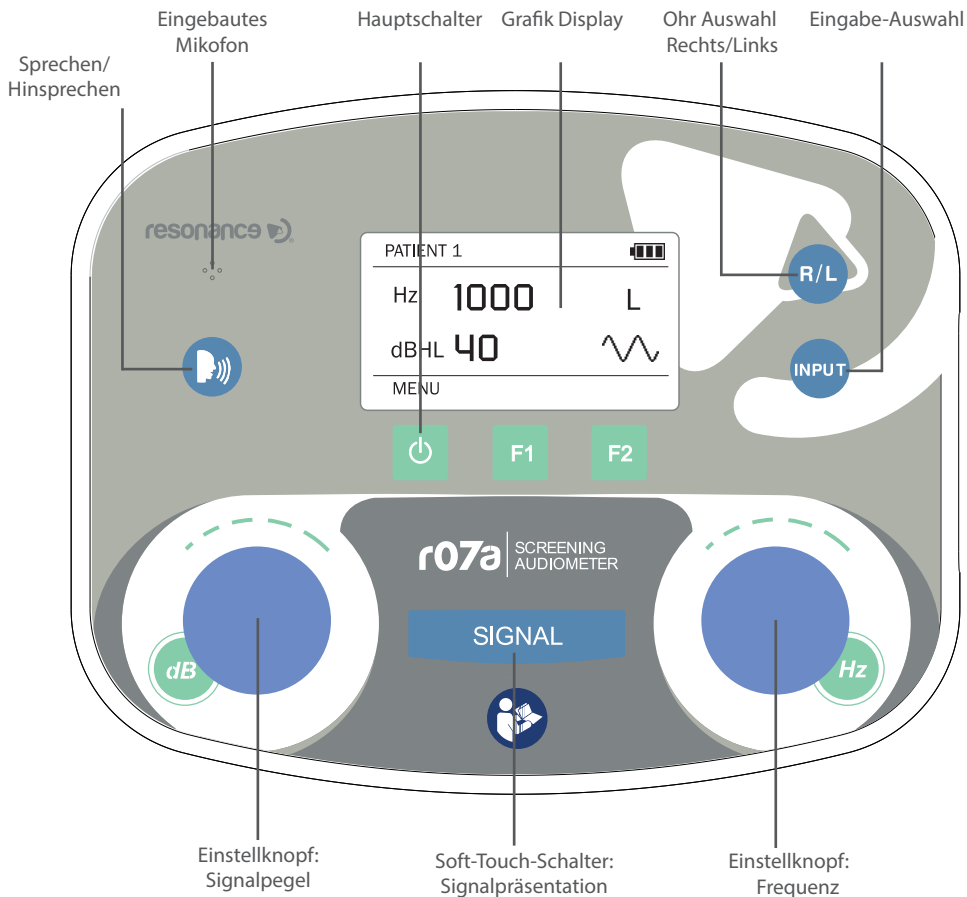 Eingebautes
Mikofon
Hauptschalter
Grafik Display
Ohr Auswahl
Rechts/Links
Eingabe-Auswahl
Sprechen/
Hinsprechen
resonance
PATIENT 1
Hz 1000 L
dBHL 40
MENU
R/L
INPUT
F1
F2
r07a SCREENING
AUDIOMETER
SIGNAL
dB
Hz
Einstellknopf:
Signalpegel
Soft-Touch-Schalter:
Signalpräsentation
Einstellknopf:
Frequenz